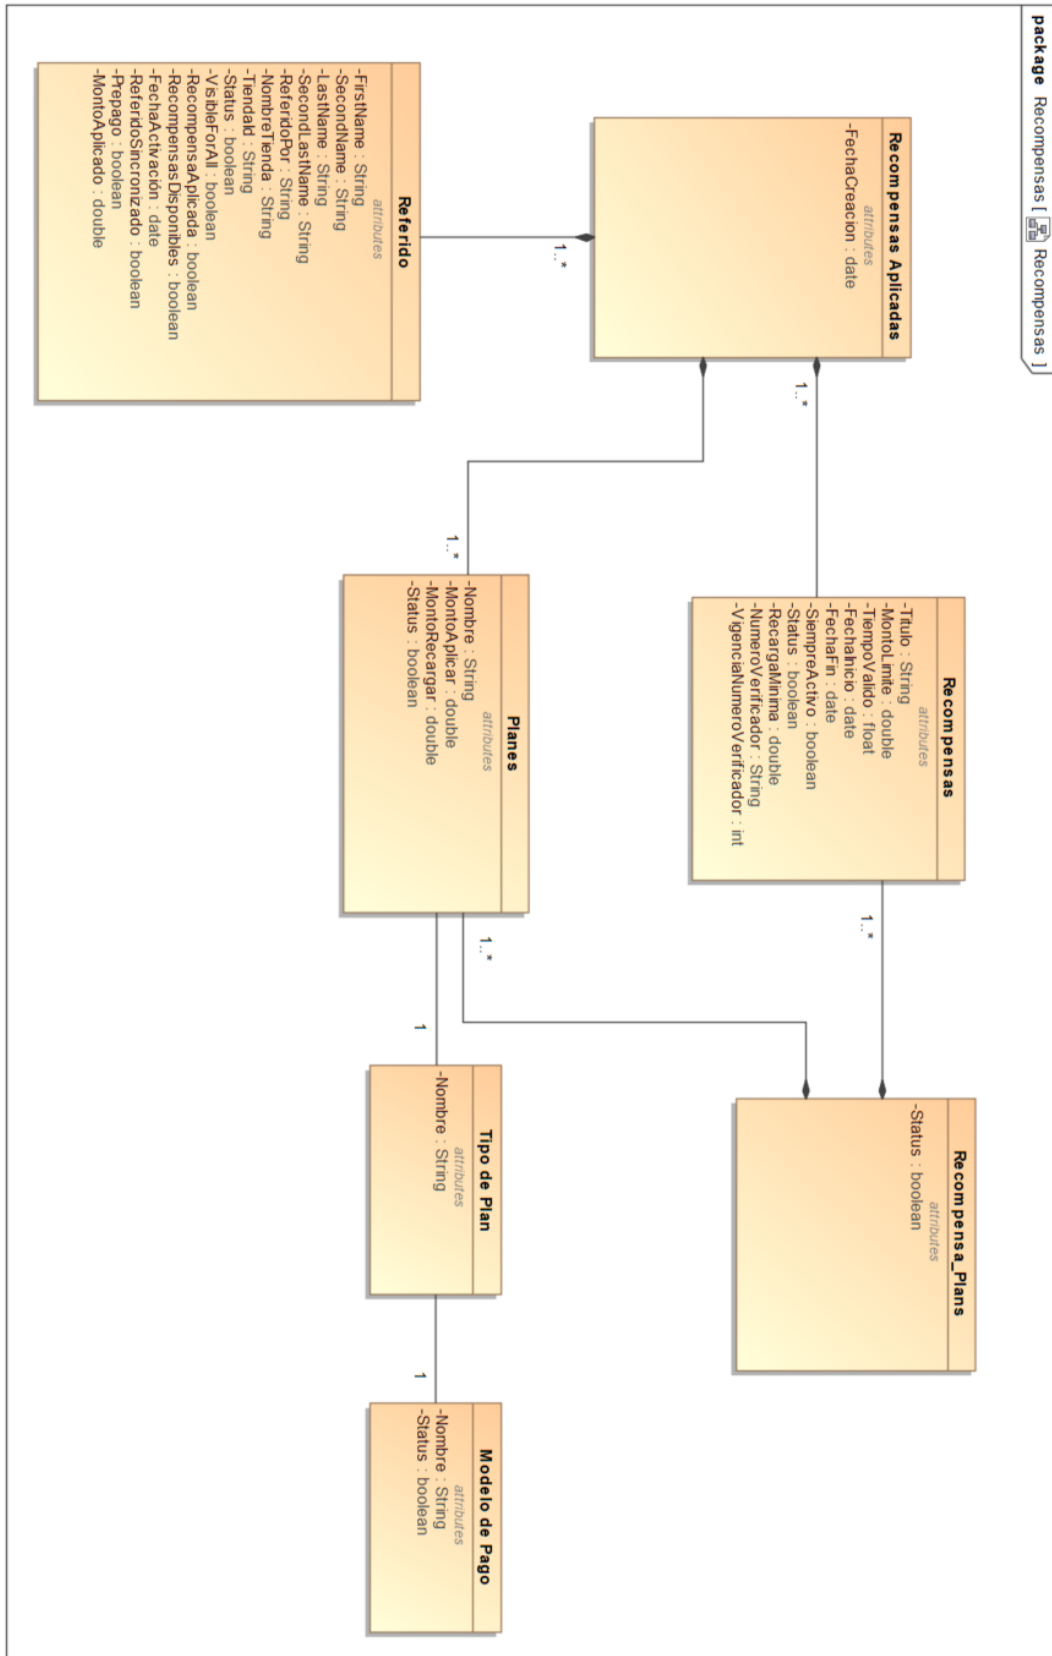 package Recompensas [ Recompensas ]
Recompensas Aplicadas
attributes
-FechaCreacion : date
1..*
1..*
Referido
attributes
-FirstName : String
-SecondName : String
-LastName : String
-SecondLastName : String
-ReferidoPor : String
-NombreTienda : String
-TiendaId : String
-Status : boolean
-VisibleForAll : boolean
-RecompensaAplicada : boolean
-RecompensasDisponibles : boolean
-FechaActivación : date
-ReferidoSincronizado : boolean
-Prepago : boolean
-MontoAplicado : double
Recompensas
attributes
-Titulo : String
-MontoLimite : double
-TiempoValido : float
-FechaInicio : date
-FechaFin : date
-SiempreActivo : boolean
-Status : boolean
-RecargaMinima : double
-NumeroVerificador : String
-VigenciaNumeroVerificador : int
1..*
1..*
Planes
attributes
-Nombre : String
-MontoAplicar : double
-MontoRecargar : double
-Status : boolean
1..*
1
Recompensa_Plans
attributes
-Status : boolean
Tipo de Plan
attributes
-Nombre : String
1
Modelo de Pago
attributes
-Nombre : String
-Status : boolean